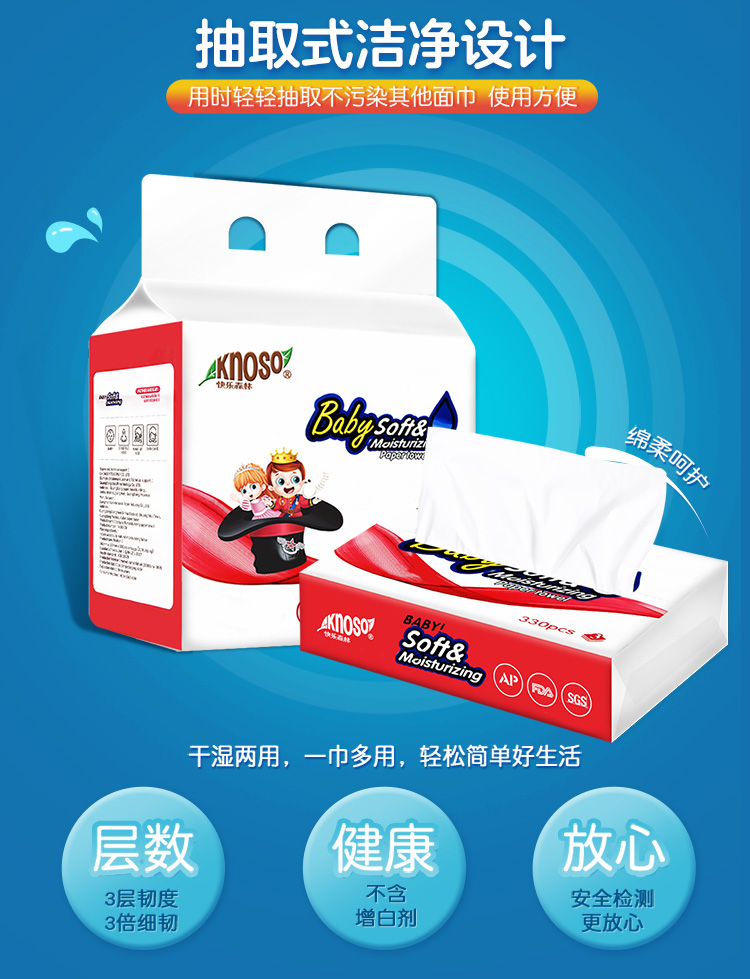 抽取式洁净设计
用时轻轻抽取不污染其他面巾 使用方便
KNOSO®
快乐森林
Baby Soft&
Moisturizi
Papertowe
绵柔呵护
Moisturizing
papertowel
330pcs
KNOSO®
快乐森林
BABY!
Soft&
Moisturizing
AP
FDA
SGS
干湿两用，一巾多用，轻松简单好生活
层数
3层韧度
3倍细韧
健康
不含
增白剂
放心
安全检测
更放心